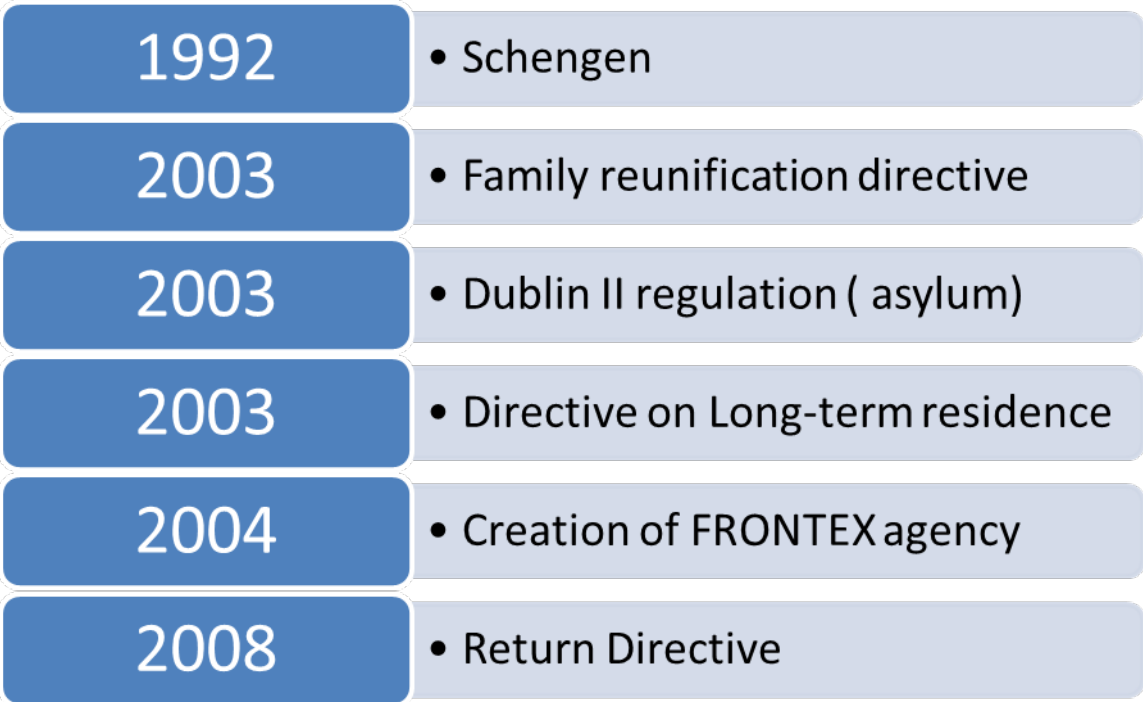 1992
• Schengen
2003
• Family reunification directive
2003
• Dublin II regulation ( asylum)
2003
• Directive on Long-term residence
2004
• Creation of FRONTEX agency
2008
• Return Directive